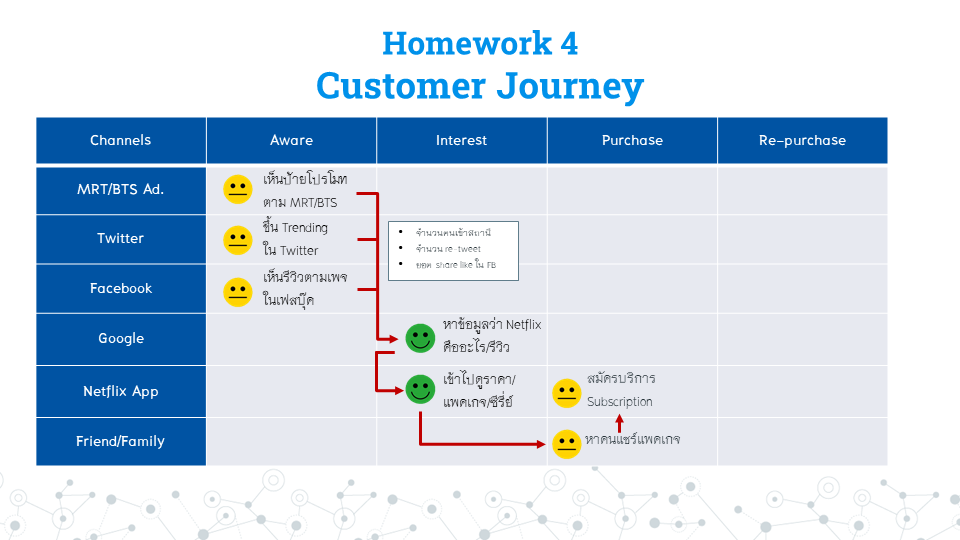 Homework 4
Customer Journey
Channels
Aware
Interest
Purchase
Re-purchase
MRT/BTS Ad.
เห็นป้ายโปรโมท
ตาม MRT/BTS
Twitter
ขึ้น Trending
ใน Twitter
• จำนวนคนเข้าสถานี
• จำนวน re-tweet
• ยอด share like ใน FB
Facebook
เห็นรีวิวตามเพจ
ในเฟสบุ๊ค
Google
หาข้อมูลว่า Netflix
คืออะไร/รีวิว
Netflix App
เข้าไปดูราคา/
แพคเกจ/ซีรี่ย์
สมัครบริการ
Subscription
Friend/Family
หาคนแชร์แพคเกจ